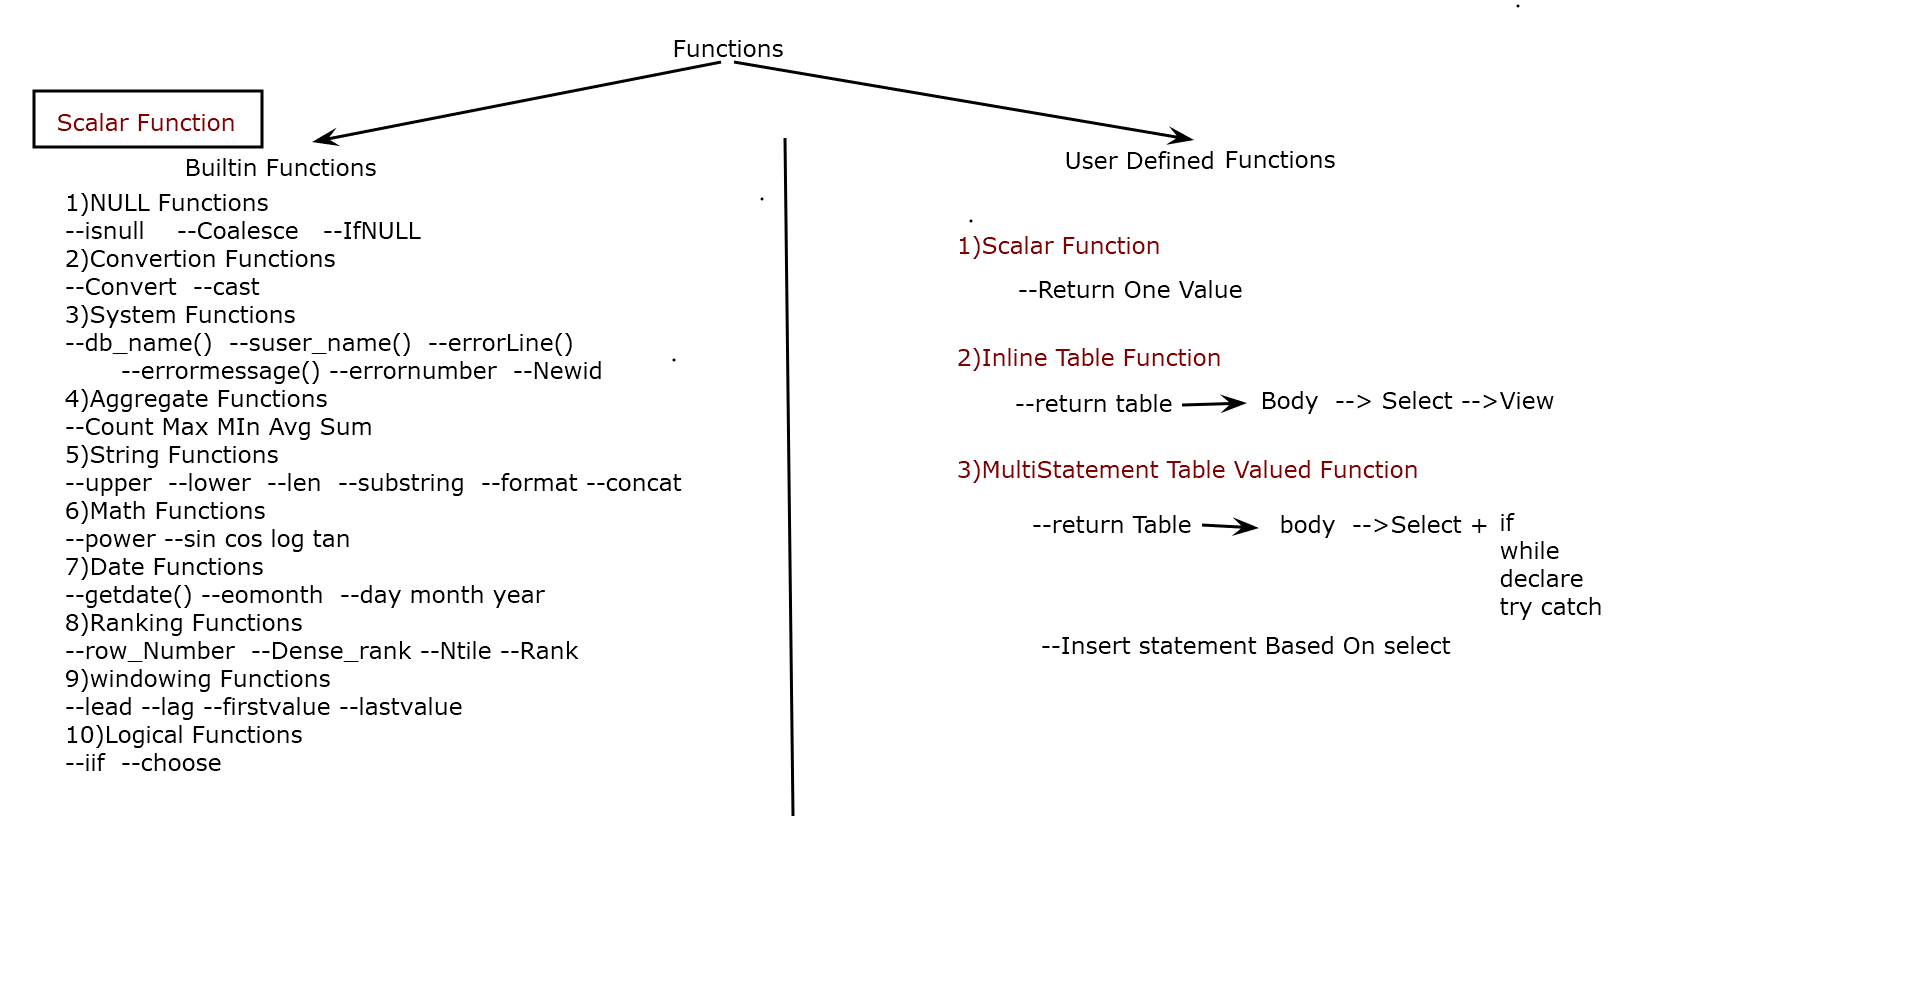 Functions
Scalar Function
Builtin Functions
1)NULL Functions
--isnull    --Coalesce   --IfNULL
2)Convertion Functions
--Convert  --cast
3)System Functions
--db_name()  --suser_name()  --errorLine()
--errormessage() --errornumber  --Newid
4)Aggregate Functions
--Count Max MIn Avg Sum
5)String Functions
--upper  --lower  --len  --substring  --format --concat
6)Math Functions
--power --sin cos log tan
7)Date Functions
--getdate() --eomonth  --day month year
8)Ranking Functions
--row_Number  --Dense_rank --Ntile --Rank
9)windowing Functions
--lead --lag --firstvalue --lastvalue
10)Logical Functions
--iif  --choose
User Defined Functions
1)Scalar Function
--Return One Value
2)Inline Table Function
--return table Body  --> Select -->View
3)MultiStatement Table Valued Function
--return Table body  -->Select + if
while
declare
try catch
--Insert statement Based On select